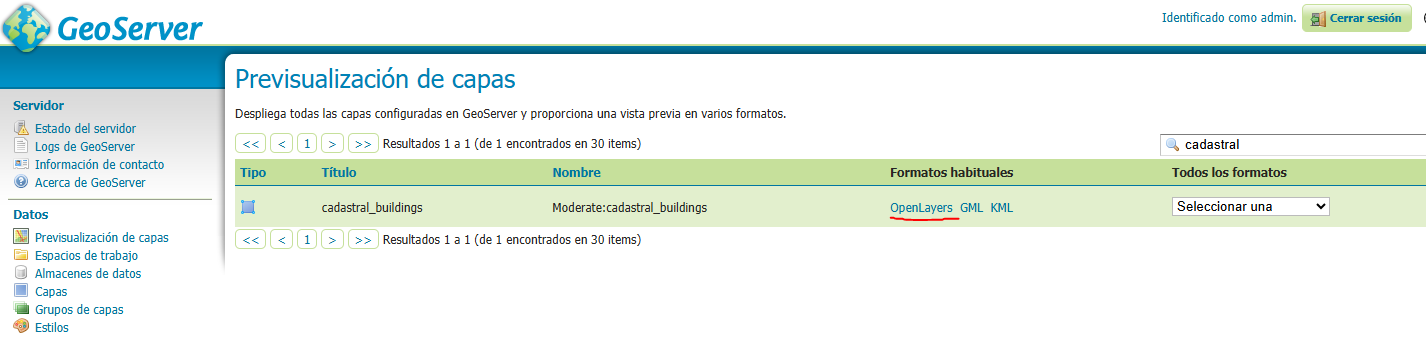 GeoServer
Identificado como admin. Cerrar sesión
Previsualización de capas
Despliega todas las capas configuradas en GeoServer y proporciona una vista previa en varios formatos.
<< < 1 > >> Resultados 1 a 1 (de 1 encontrados en 30 items)
cadastral
Tipo Título Nombre Formatos habituales Todos los formatos
cadastral_buildings Moderate:cadastral_buildings OpenLayers GML KML Seleccionar una
<< < 1 > >> Resultados 1 a 1 (de 1 encontrados en 30 items)
Servidor
Estado del servidor
Logs de GeoServer
Información de contacto
Acerca de GeoServer
Datos
Previsualización de capas
Espacios de trabajo
Almacenes de datos
Capas
Grupos de capas
Estilos